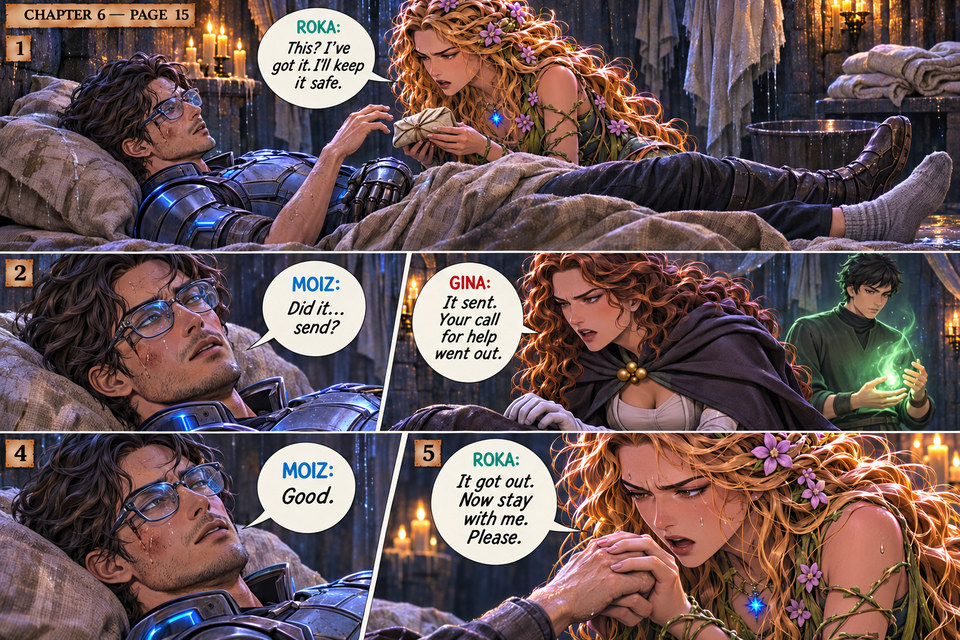 CHAPTER 6 — PAGE 15
1
ROKA:
This? I've
got it. I'll keep
it safe.
2
MOIZ:
Did it...
send?
GINA:
It sent.
Your call
for help
went out.
4
MOIZ:
Good.
5
ROKA:
It got out.
Now stay
with me.
Please.